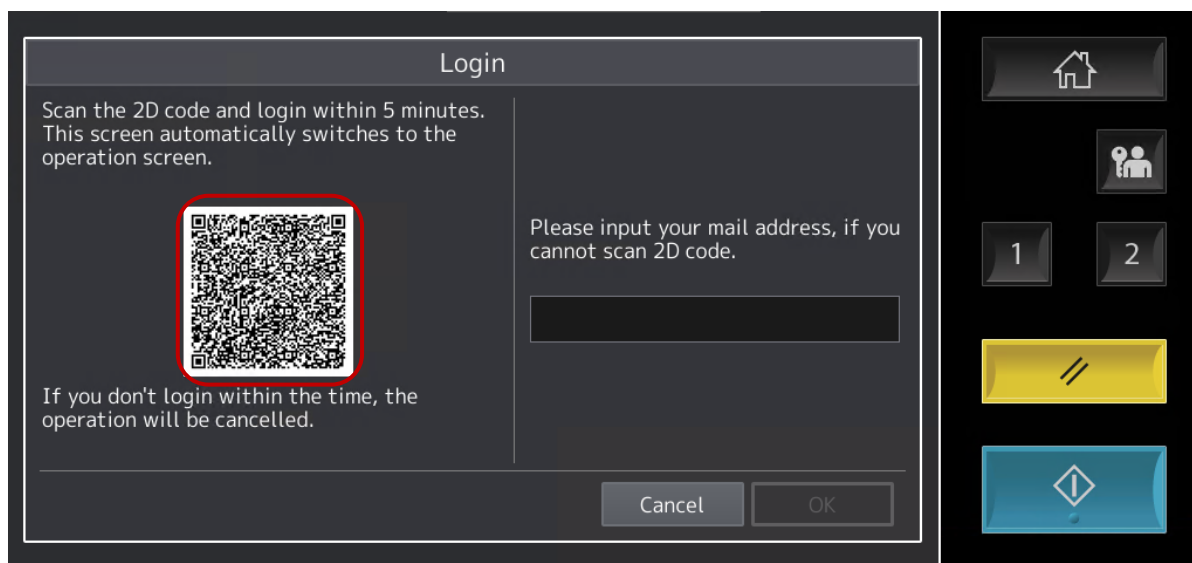 Login
Scan the 2D code and login within 5 minutes.
This screen automatically switches to the
operation screen.
If you don't login within the time, the
operation will be cancelled.
Please input your mail address, if you
cannot scan 2D code.
Cancel
OK
1
2